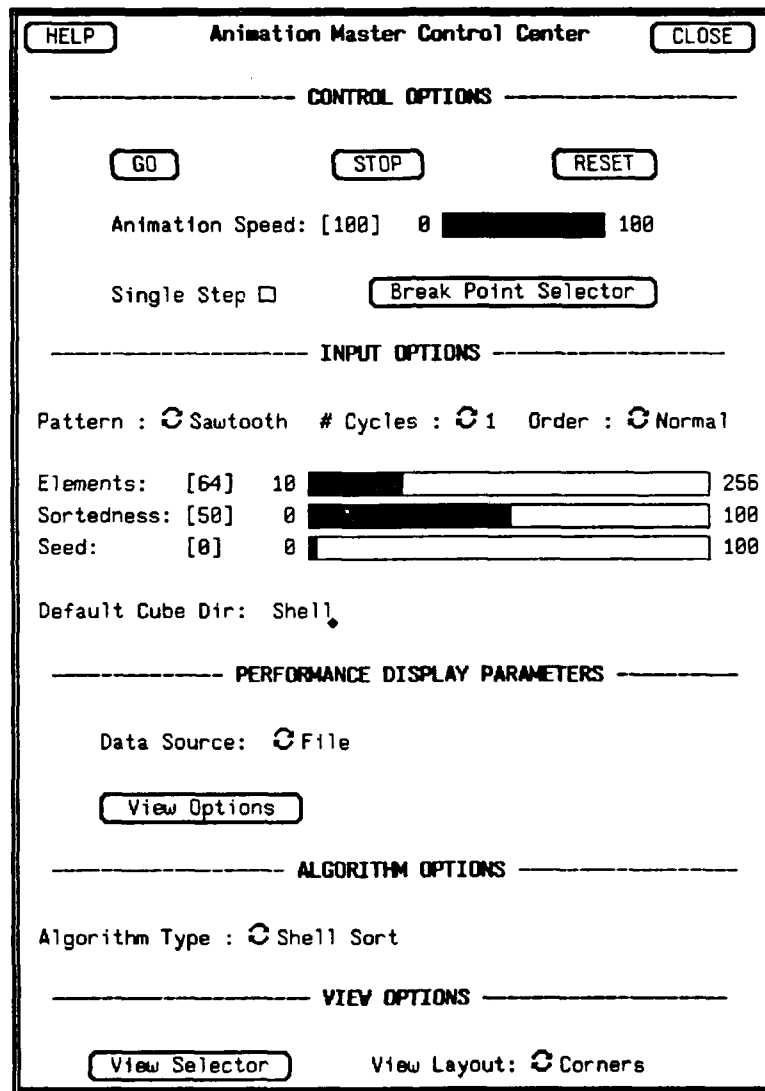 HELP Animation Master Control Center CLOSE
CONTROL OPTIONS
GO STOP RESET
Animation Speed: [100] 0 100
Single Step Break Point Selector
INPUT OPTIONS
Pattern : Sawtooth # Cycles : 1 Order : Normal
Elements: [64] 10 256
Sortedness: [50] 0 100
Seed: [0] 0 100
Default Cube Dir: Shell
PERFORMANCE DISPLAY PARAMETERS
Data Source: File
View Options
ALGORITHM OPTIONS
Algorithm Type : Shell Sort
VIEW OPTIONS
View Selector View Layout: Corners